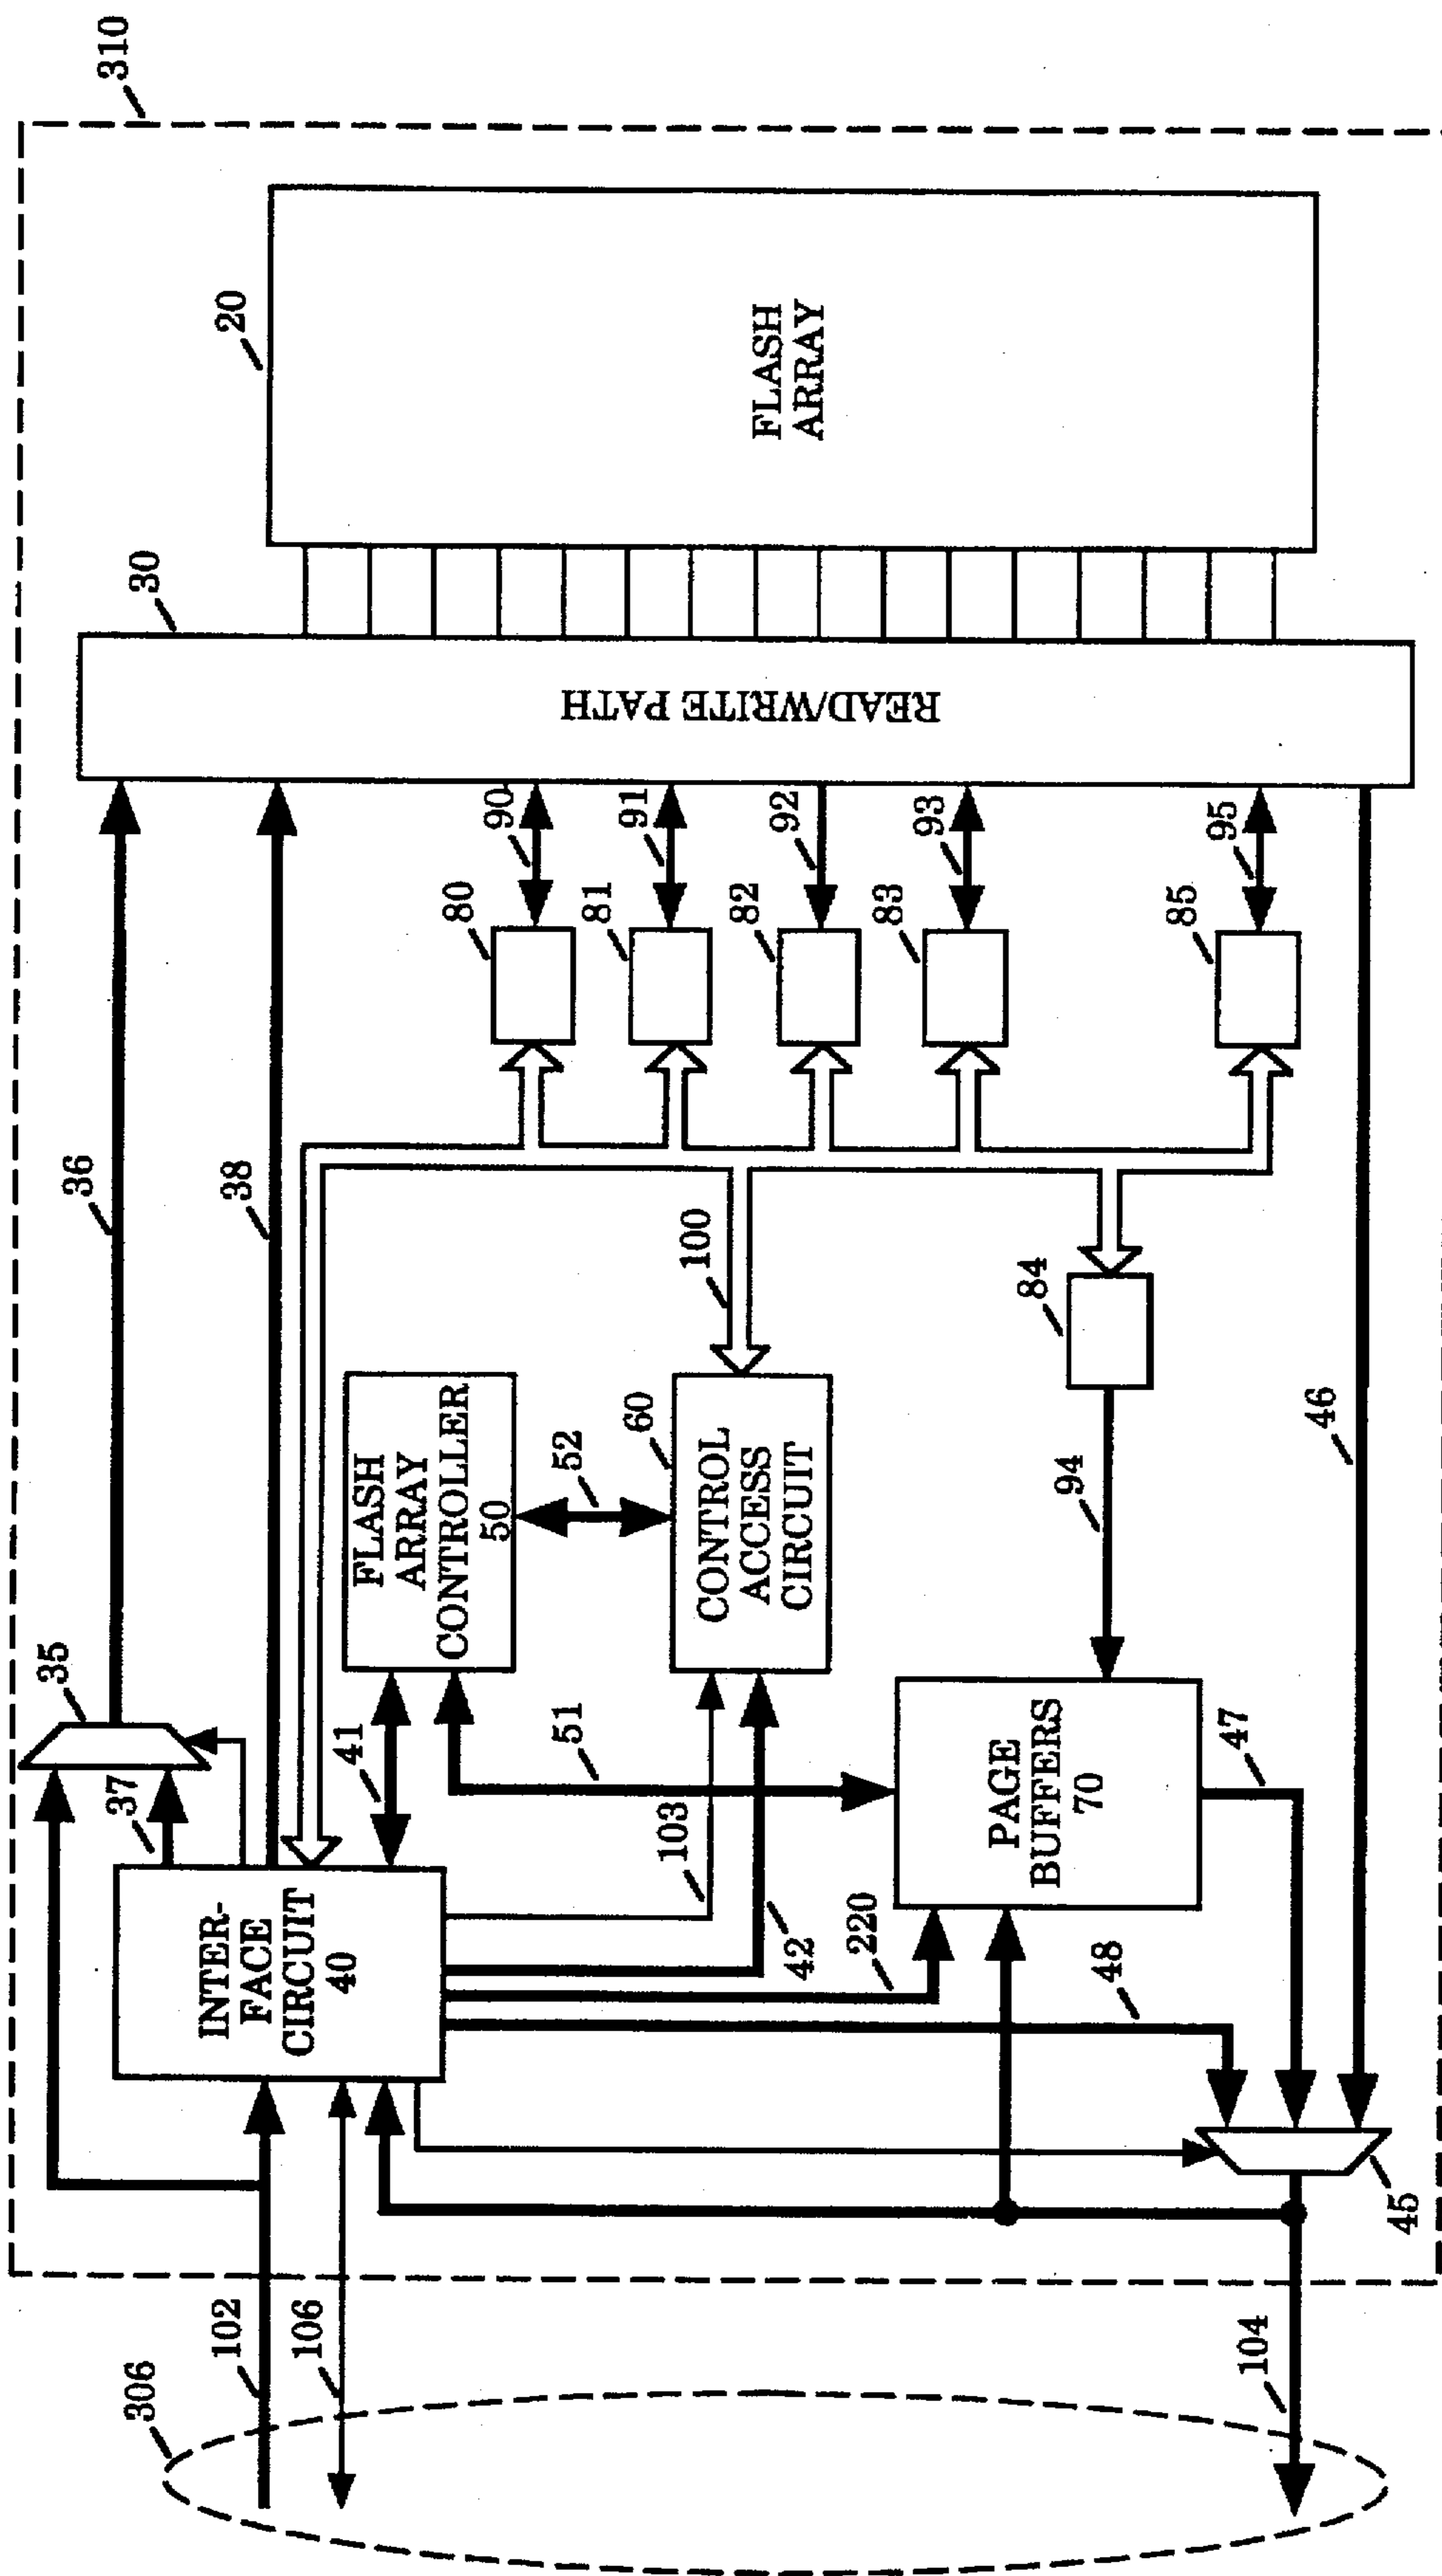 35
36
310
306
37
30
102
38
20
106
INTER-
FACE
CIRCUIT
40
41
FLASH
ARRAY
CONTROLLER
50
80
90
51
52
81
91
103
60
CONTROL
ACCESS
CIRCUIT
100
82
92
READ/WRITE PATH
FLASH
ARRAY
42
220
83
93
PAGE
BUFFERS
70
94
84
48
47
85
95
104
46
45